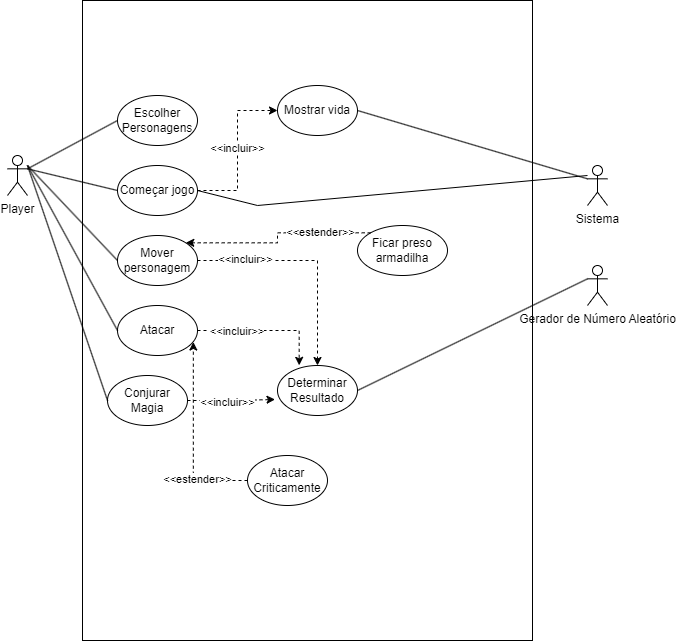 Mostrar vida
Escolher
Personagens
<<incluir>>
Começar jogo
Player
Sistema
<<estender>>
Ficar preso
armadilha
Mover
personagem
<<incluir>>
Gerador de Número Aleatório
Atacar
<<incluir>>
Determinar
Resultado
Conjurar
Magia
<<incluir>>
<<estender>>
Atacar
Criticamente